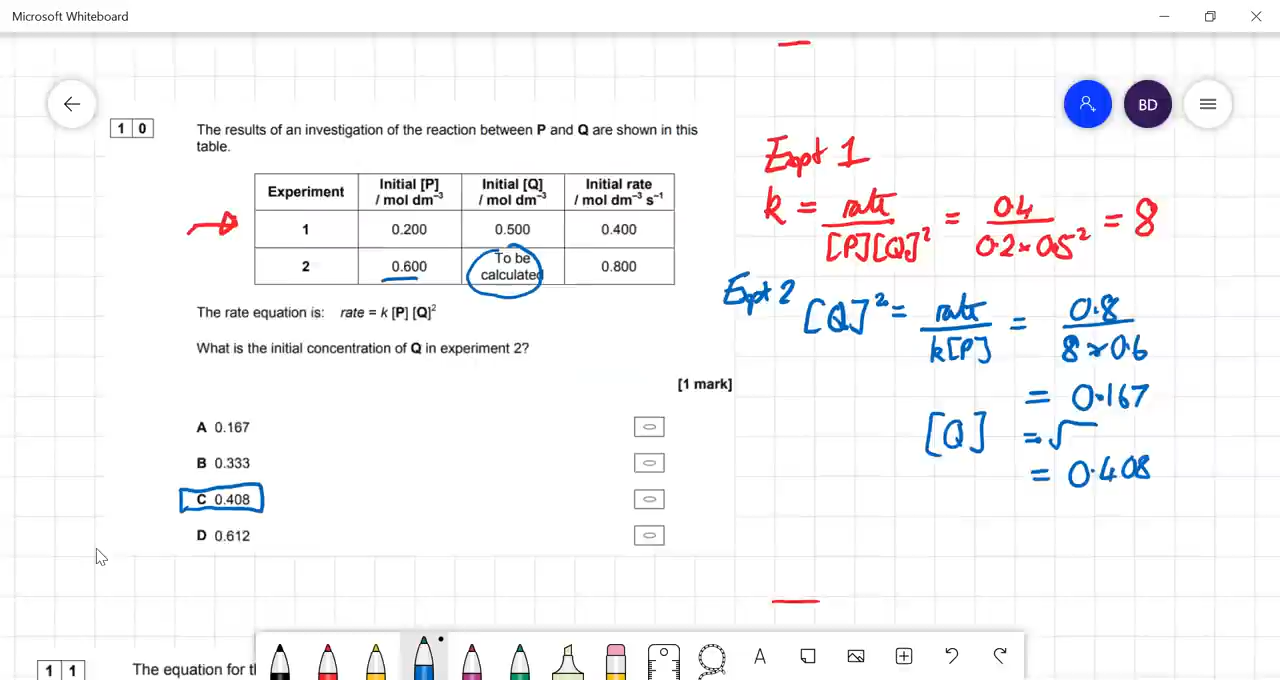 Microsoft Whiteboard
BD
1 0
The results of an investigation of the reaction between P and Q are shown in this
table.
Experiment
Initial [P]
/ mol dm⁻³
Initial [Q]
/ mol dm⁻³
Initial rate
/ mol dm⁻³ s⁻¹
1
0.200
0.500
0.400
2
0.600
To be
calculated
0.800
The rate equation is: rate = k [P] [Q]²
What is the initial concentration of Q in experiment 2?
[1 mark]
A 0.167
B 0.333
C 0.408
D 0.612
Expt 1
k = rate / [P][Q]² = 0.4 / 0.2 × 0.5² = 8
Expt 2
[Q]² = rate / k[P] = 0.8 / 8 × 0.6
= 0.167
[Q] = √
= 0.408
1 1
The equation for t
A